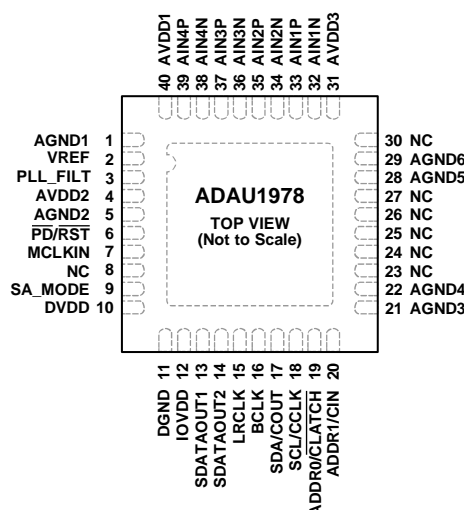 40 AVDD1
39 AIN4P
38 AIN4N
37 AIN3P
36 AIN3N
35 AIN2P
34 AIN2N
33 AIN1P
32 AIN1N
31 AVDD3
AGND1 1
VREF 2
PLL_FILT 3
AVDD2 4
AGND2 5
PD/RST 6
MCLKIN 7
NC 8
SA_MODE 9
DVDD 10
ADAU1978
TOP VIEW
(Not to Scale)
30 NC
29 AGND6
28 AGND5
27 NC
26 NC
25 NC
24 NC
23 NC
22 AGND4
21 AGND3
DGND 11
IOVDD 12
SDATAOUT1 13
SDATAOUT2 14
LRCLK 15
BCLK 16
SDA/COUT 17
SCL/CCLK 18
ADDR0/CLATCH 19
ADDR1/CIN 20